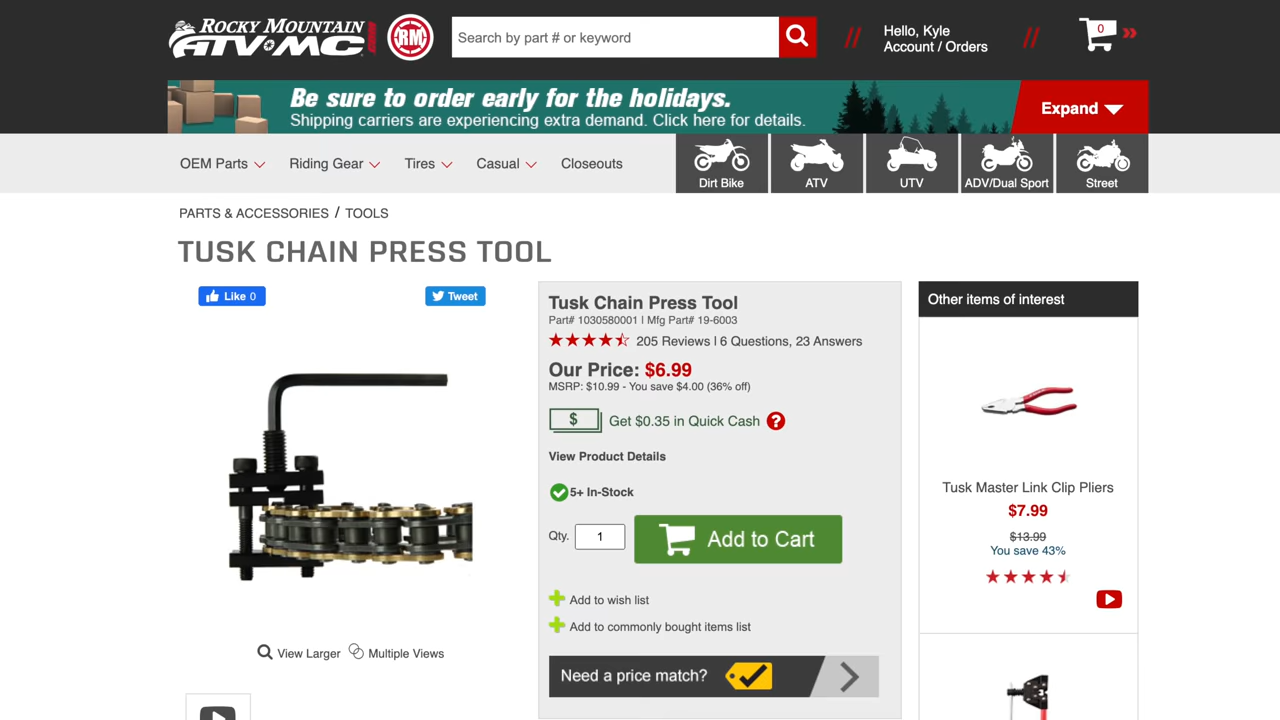 ROCKY MOUNTAIN
ATV MC
RM
Search by part # or keyword
Hello, Kyle
Account / Orders
0
Be sure to order early for the holidays.
Shipping carriers are experiencing extra demand. Click here for details.
Expand
OEM Parts
Riding Gear
Tires
Casual
Closeouts
Dirt Bike
ATV
UTV
ADV/Dual Sport
Street
PARTS & ACCESSORIES / TOOLS
TUSK CHAIN PRESS TOOL
Like 0
Tweet
Tusk Chain Press Tool
Part# 1030580001 | Mfg Part# 19-6003
205 Reviews | 6 Questions, 23 Answers
Our Price: $6.99
MSRP: $10.99 - You save $4.00 (36% off)
$ Get $0.35 in Quick Cash ?
View Product Details
5+ In-Stock
Qty. 1
Add to Cart
Add to wish list
Add to commonly bought items list
Need a price match?
View Larger
Multiple Views
Other items of interest
Tusk Master Link Clip Pliers
$7.99
$13.99
You save 43%